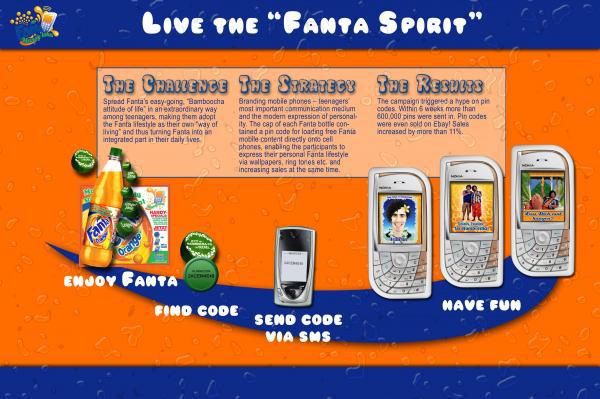 LIVE THE "FANTA SPIRIT"
THE CHALLENGE
Spread Fanta's easy-going, "Bamboocha
attitude of life" in an extraordinary way
among teenagers, making them adopt
the Fanta lifestyle as their own "way of
living" and thus turning Fanta into an
integrated part in their daily lives.
THE STRATEGY
Branding mobile phones – teenagers'
most important communication medium
and the modern expression of personal-
ity. The cap of each Fanta bottle con-
tained a pin code for loading free Fanta
mobile content directly onto cell
phones, enabling the participants to
express their personal Fanta lifestyle
via wallpapers, ring tones etc. and
increasing sales at the same time.
THE RESULTS
The campaign triggered a hype on pin
codes. Within 6 weeks more than
600,000 pins were sent in. Pin codes
were even sold on Ebay! Sales
increased by more than 11%.
Fanta
Orange
HANDY-
JETZT
NOKIA
NOKIA
NOKIA
ENJOY FANTA
FIND CODE
SEND CODE
VIA SMS
HAVE FUN